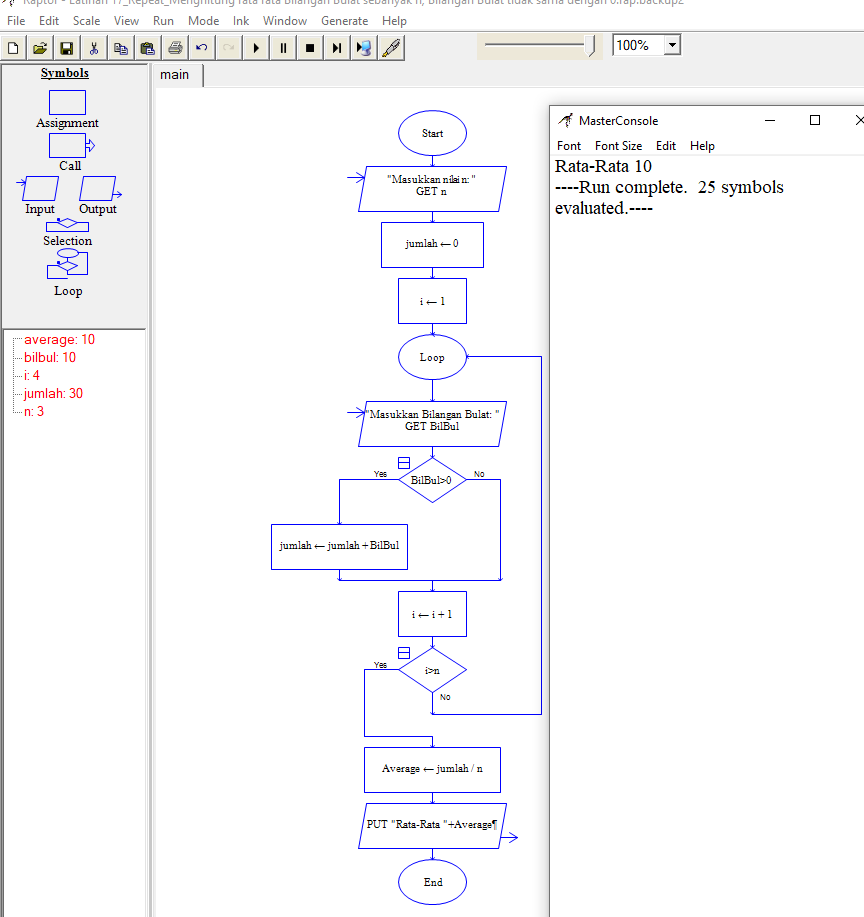 Raptor - Latihan 17_Repeat_Menghitung rata rata Bilangan Bulat sebanyak n, Bilangan Bulat tidak sama dengan 0.rap.backup2
File Edit Scale View Run Mode Ink Window Generate Help
100%
Symbols
Assignment
Call
Input Output
Selection
Loop
average: 10
bilbul: 10
i: 4
jumlah: 30
n: 3
main
Start
"Masukkan nilai n: "
GET n
jumlah ← 0
i ← 1
Loop
"Masukkan Bilangan Bulat: "
GET BilBul
Yes
No
BilBul>0
jumlah ← jumlah + BilBul
i ← i + 1
Yes
i>n
No
Average ← jumlah / n
PUT "Rata-Rata "+Average¶
End
MasterConsole
Font Font Size Edit Help
Rata-Rata 10
----Run complete. 25 symbols
evaluated.----